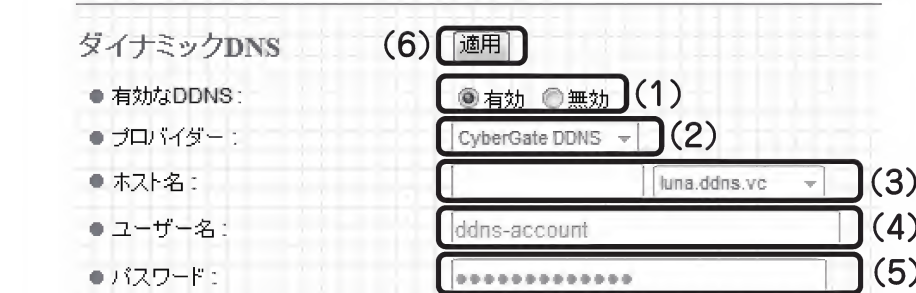 ダイナミックDNS (6) 適用
有効なDDNS: 有効 無効 (1)
プロバイダー: CyberGate DDNS (2)
ホスト名: luna.ddns.vc (3)
ユーザー名: ddns-account (4)
パスワード: ●●●●●●●●●●●●● (5)